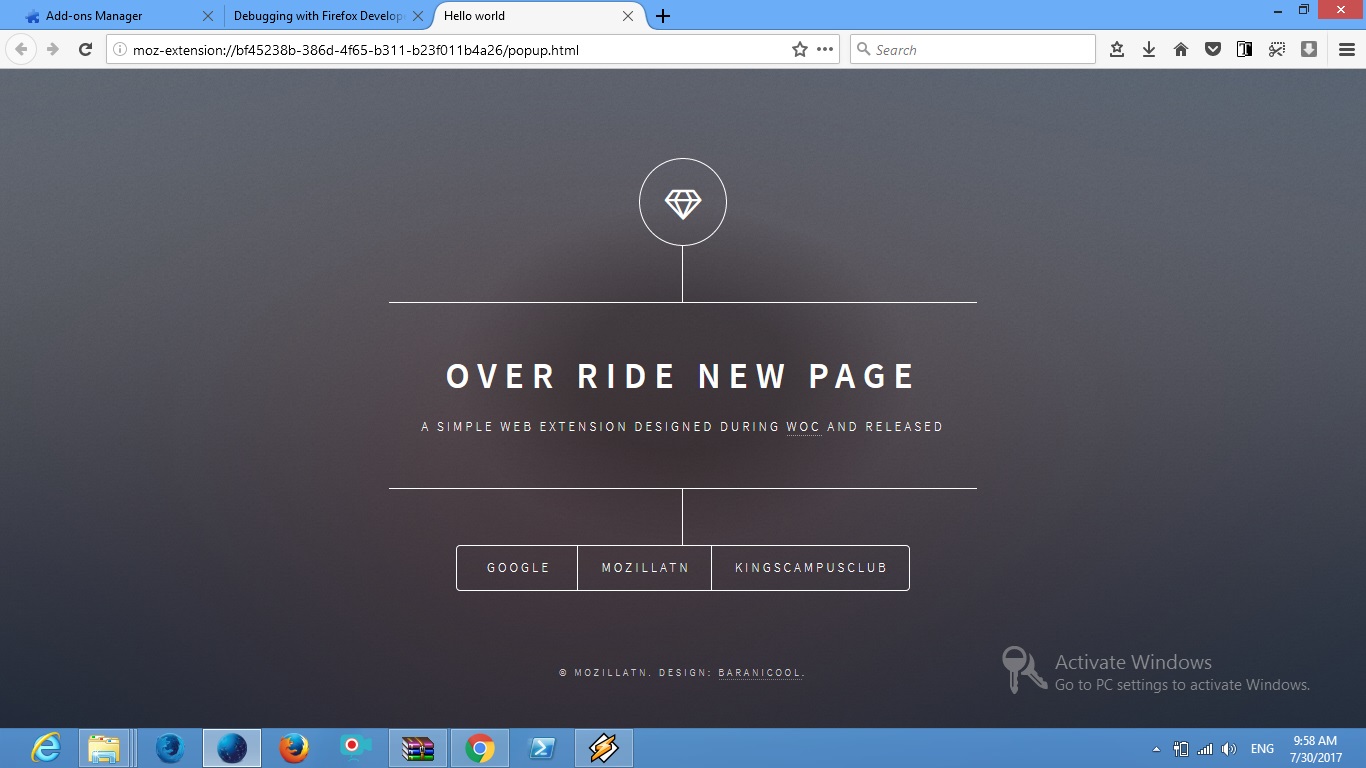 Add-ons Manager
Debugging with Firefox Develop
Hello world
moz-extension://bf45238b-386d-4f65-b311-b23f011b4a26/popup.html
Search
OVER RIDE NEW PAGE
A SIMPLE WEB EXTENSION DESIGNED DURING WOC AND RELEASED
GOOGLE
MOZILLATN
KINGSCAMPUSCLUB
© MOZILLATN. DESIGN: BARANICOOL.
Activate Windows
Go to PC settings to activate Windows.
ENG
9:58 AM
7/30/2017